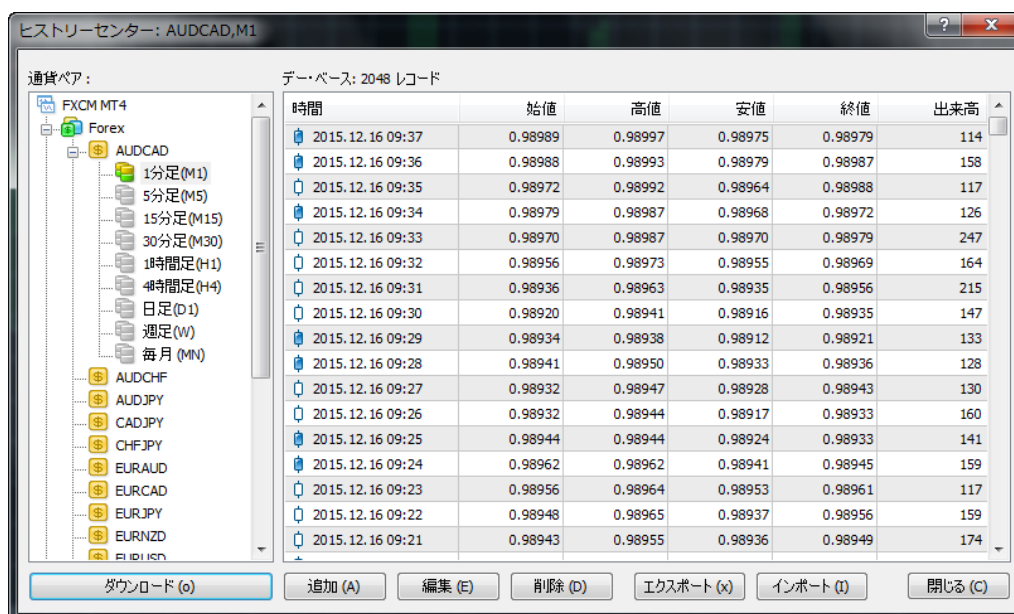 ヒストリーセンター: AUDCAD,M1
通貨ペア:
データ・ベース: 2048 レコード
FXCM MT4
Forex
AUDCAD
1分足(M1)
5分足(M5)
15分足(M15)
30分足(M30)
1時間足(H1)
4時間足(H4)
日足(D1)
週足(W)
毎月 (MN)
AUDCHF
AUDJPY
CADJPY
CHFJPY
EURAUD
EURCAD
EURJPY
EURNZD
EURUSD
時間 始値 高値 安値 終値 出来高
2015.12.16 09:37 0.98989 0.98997 0.98975 0.98979 114
2015.12.16 09:36 0.98988 0.98993 0.98979 0.98987 158
2015.12.16 09:35 0.98972 0.98992 0.98964 0.98988 117
2015.12.16 09:34 0.98979 0.98987 0.98968 0.98972 126
2015.12.16 09:33 0.98970 0.98987 0.98970 0.98979 247
2015.12.16 09:32 0.98956 0.98973 0.98955 0.98969 164
2015.12.16 09:31 0.98936 0.98963 0.98935 0.98956 215
2015.12.16 09:30 0.98920 0.98941 0.98916 0.98935 147
2015.12.16 09:29 0.98934 0.98938 0.98912 0.98921 133
2015.12.16 09:28 0.98941 0.98950 0.98933 0.98936 128
2015.12.16 09:27 0.98932 0.98947 0.98928 0.98943 130
2015.12.16 09:26 0.98932 0.98944 0.98917 0.98933 160
2015.12.16 09:25 0.98944 0.98944 0.98924 0.98933 141
2015.12.16 09:24 0.98962 0.98962 0.98941 0.98945 159
2015.12.16 09:23 0.98956 0.98964 0.98953 0.98961 117
2015.12.16 09:22 0.98948 0.98965 0.98937 0.98956 159
2015.12.16 09:21 0.98943 0.98955 0.98936 0.98949 174
ダウンロード (o) 追加 (A) 編集 (E) 削除 (D) エクスポート (x) インポート (I) 閉じる (C)